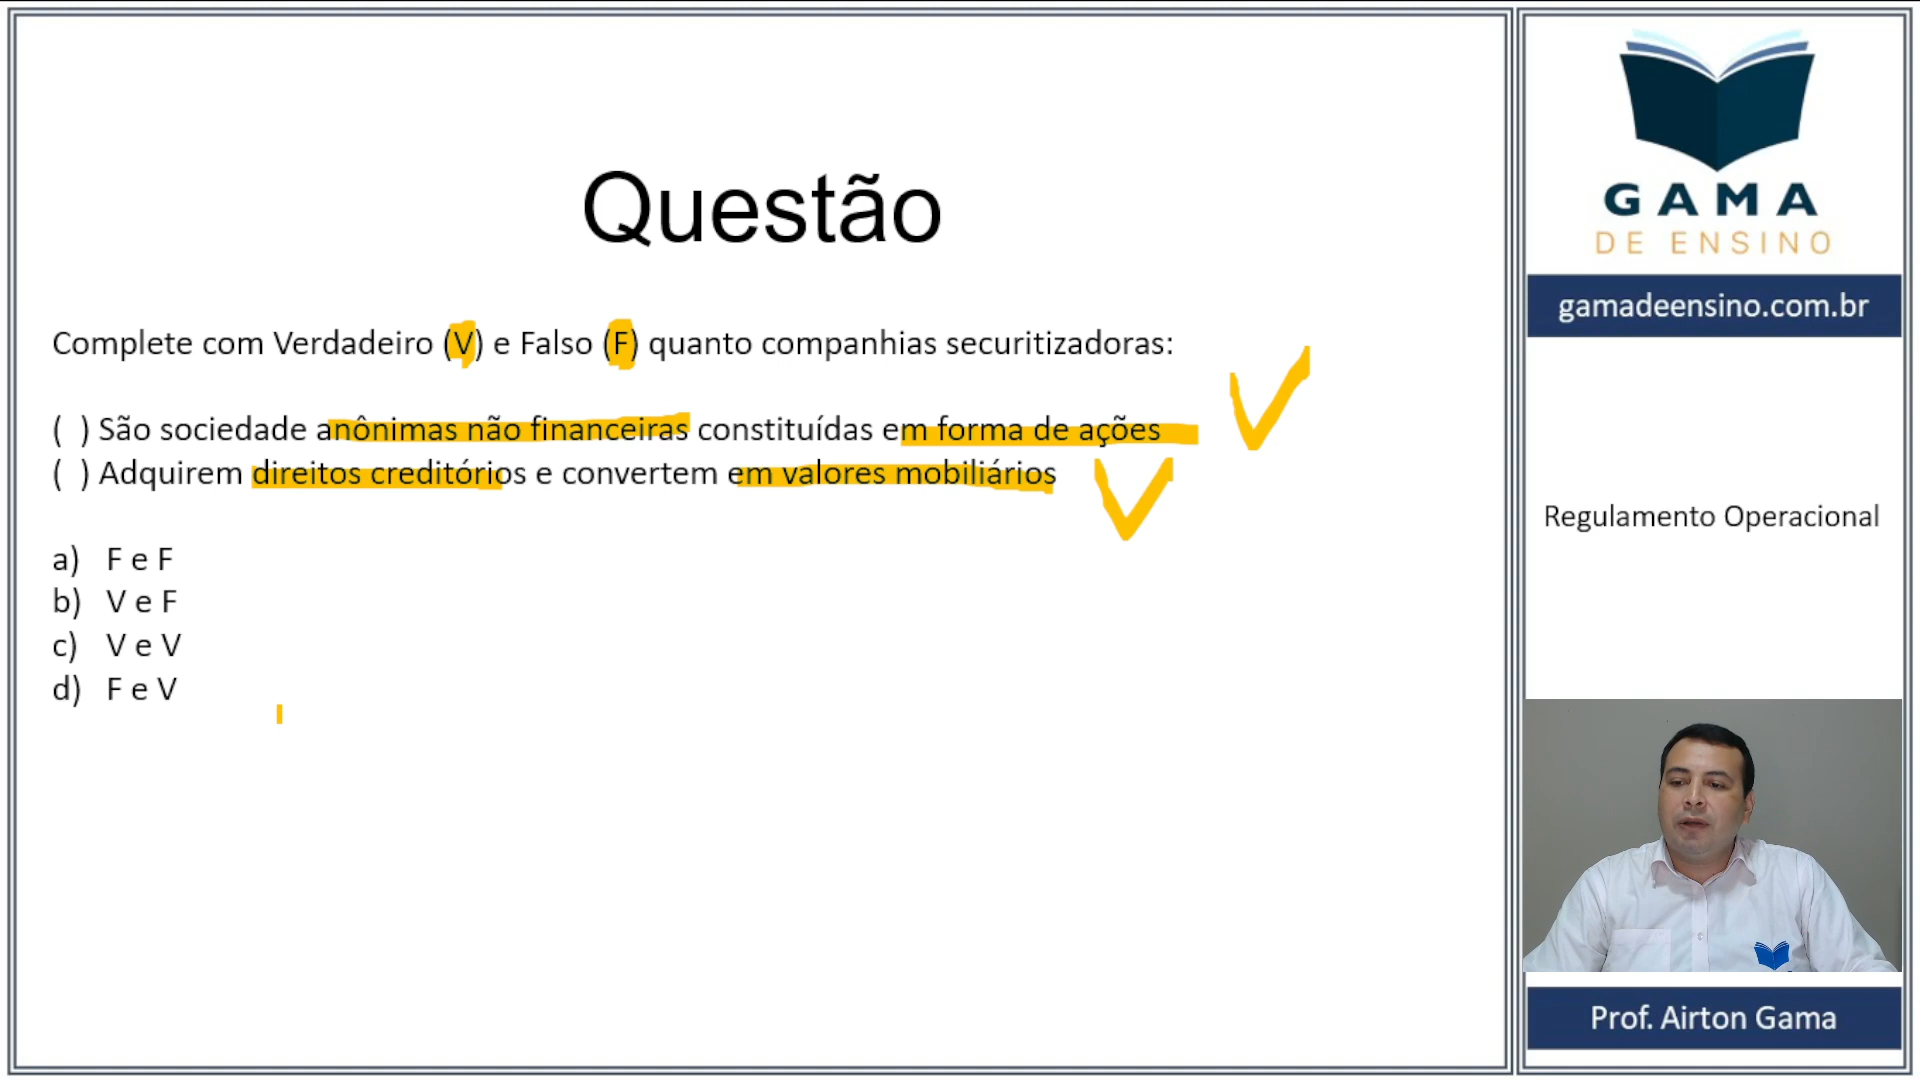 Questão
Complete com Verdadeiro (V) e Falso (F) quanto companhias securitizadoras:
( ) São sociedade anônimas não financeiras constituídas em forma de ações
( ) Adquirem direitos creditórios e convertem em valores mobiliários
a) F e F
b) V e F
c) V e V
d) F e V
GAMA
DE ENSINO
gamadeensino.com.br
Regulamento Operacional
Prof. Airton Gama